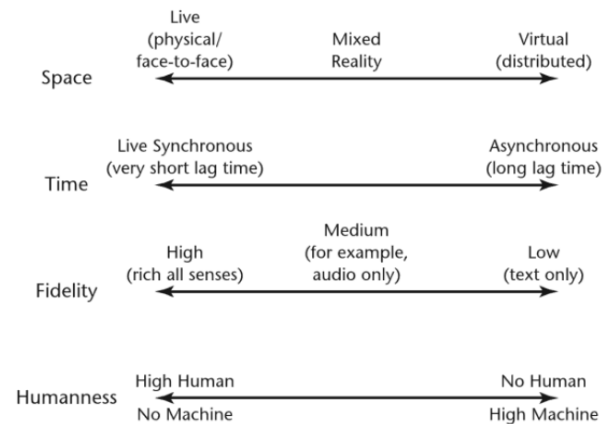 Live
(physical/
face-to-face)
Mixed
Reality
Virtual
(distributed)
Space
Live Synchronous
(very short lag time)
Asynchronous
(long lag time)
Time
High
(rich all senses)
Medium
(for example,
audio only)
Low
(text only)
Fidelity
High Human
No Human
Humanness
No Machine
High Machine